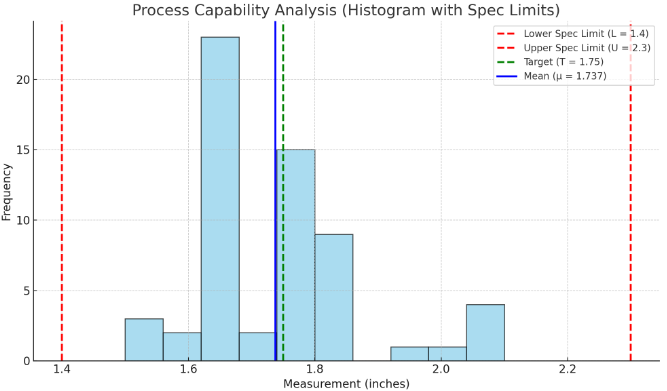 Process Capability Analysis (Histogram with Spec Limits)
Lower Spec Limit (L = 1.4)
Upper Spec Limit (U = 2.3)
Target (T = 1.75)
Mean (μ = 1.737)
Frequency
20
15
10
5
0
1.4 1.6 1.8 2.0 2.2
Measurement (inches)